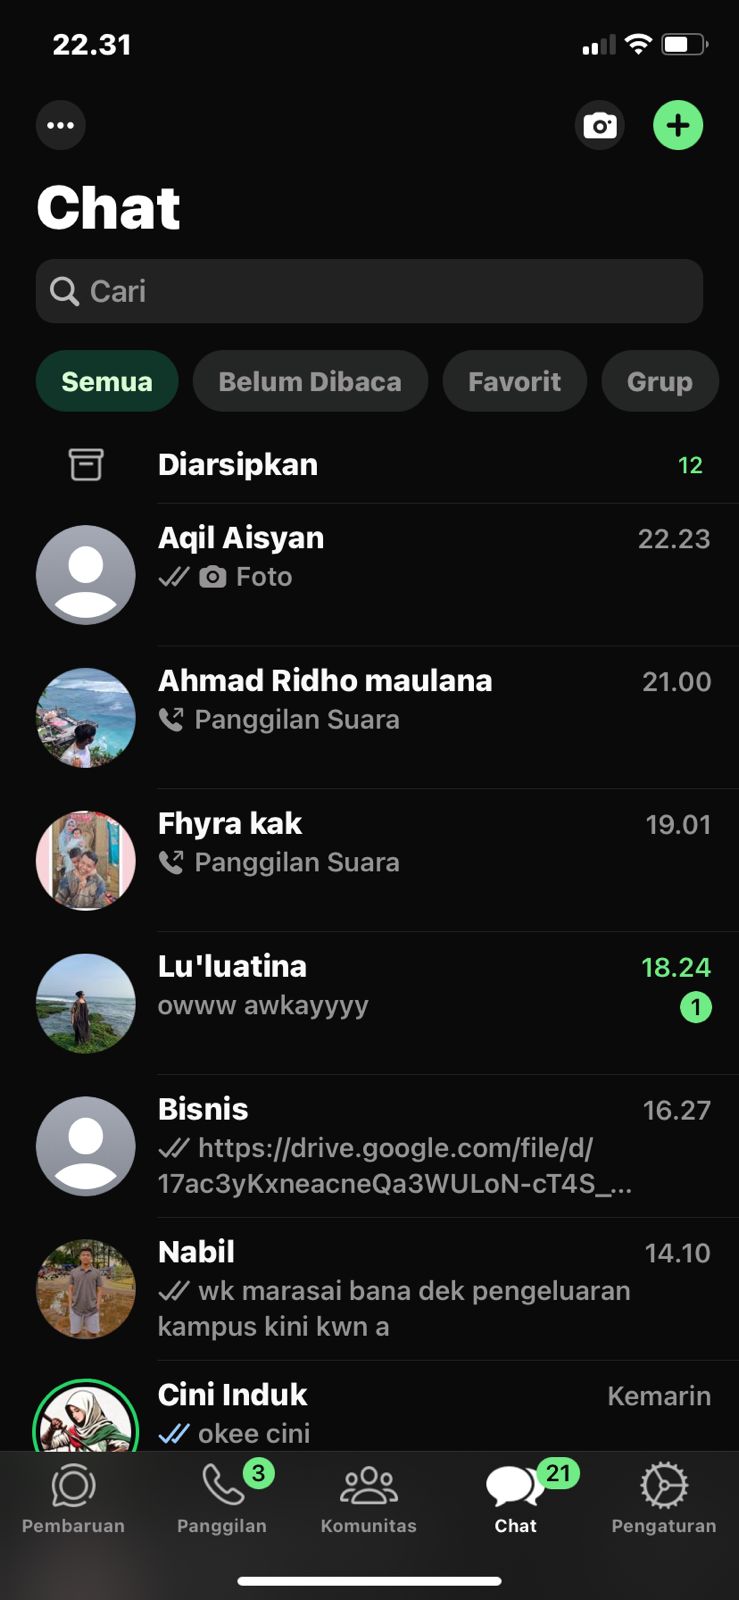 22.31
Chat
Cari
Semua Belum Dibaca Favorit Grup
Diarsipkan 12
Aqil Aisyan 22.23
Foto
Ahmad Ridho maulana 21.00
Panggilan Suara
Fhyra kak 19.01
Panggilan Suara
Lu'luatina 18.24
owww awkayyyy 1
Bisnis 16.27
https://drive.google.com/file/d/
17ac3yKxneacneQa3WULoN-cT4S_...
Nabil 14.10
wk marasai bana dek pengeluaran
kampus kini kwn a
Cini Induk Kemarin
okee cini
3 21
Pembaruan Panggilan Komunitas Chat Pengaturan